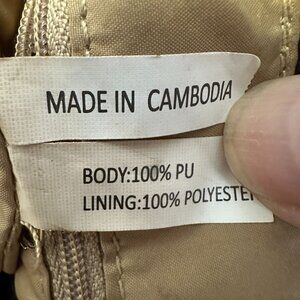 MADE IN CAMBODIA
BODY:100% PU
LINING:100% POLYESTER